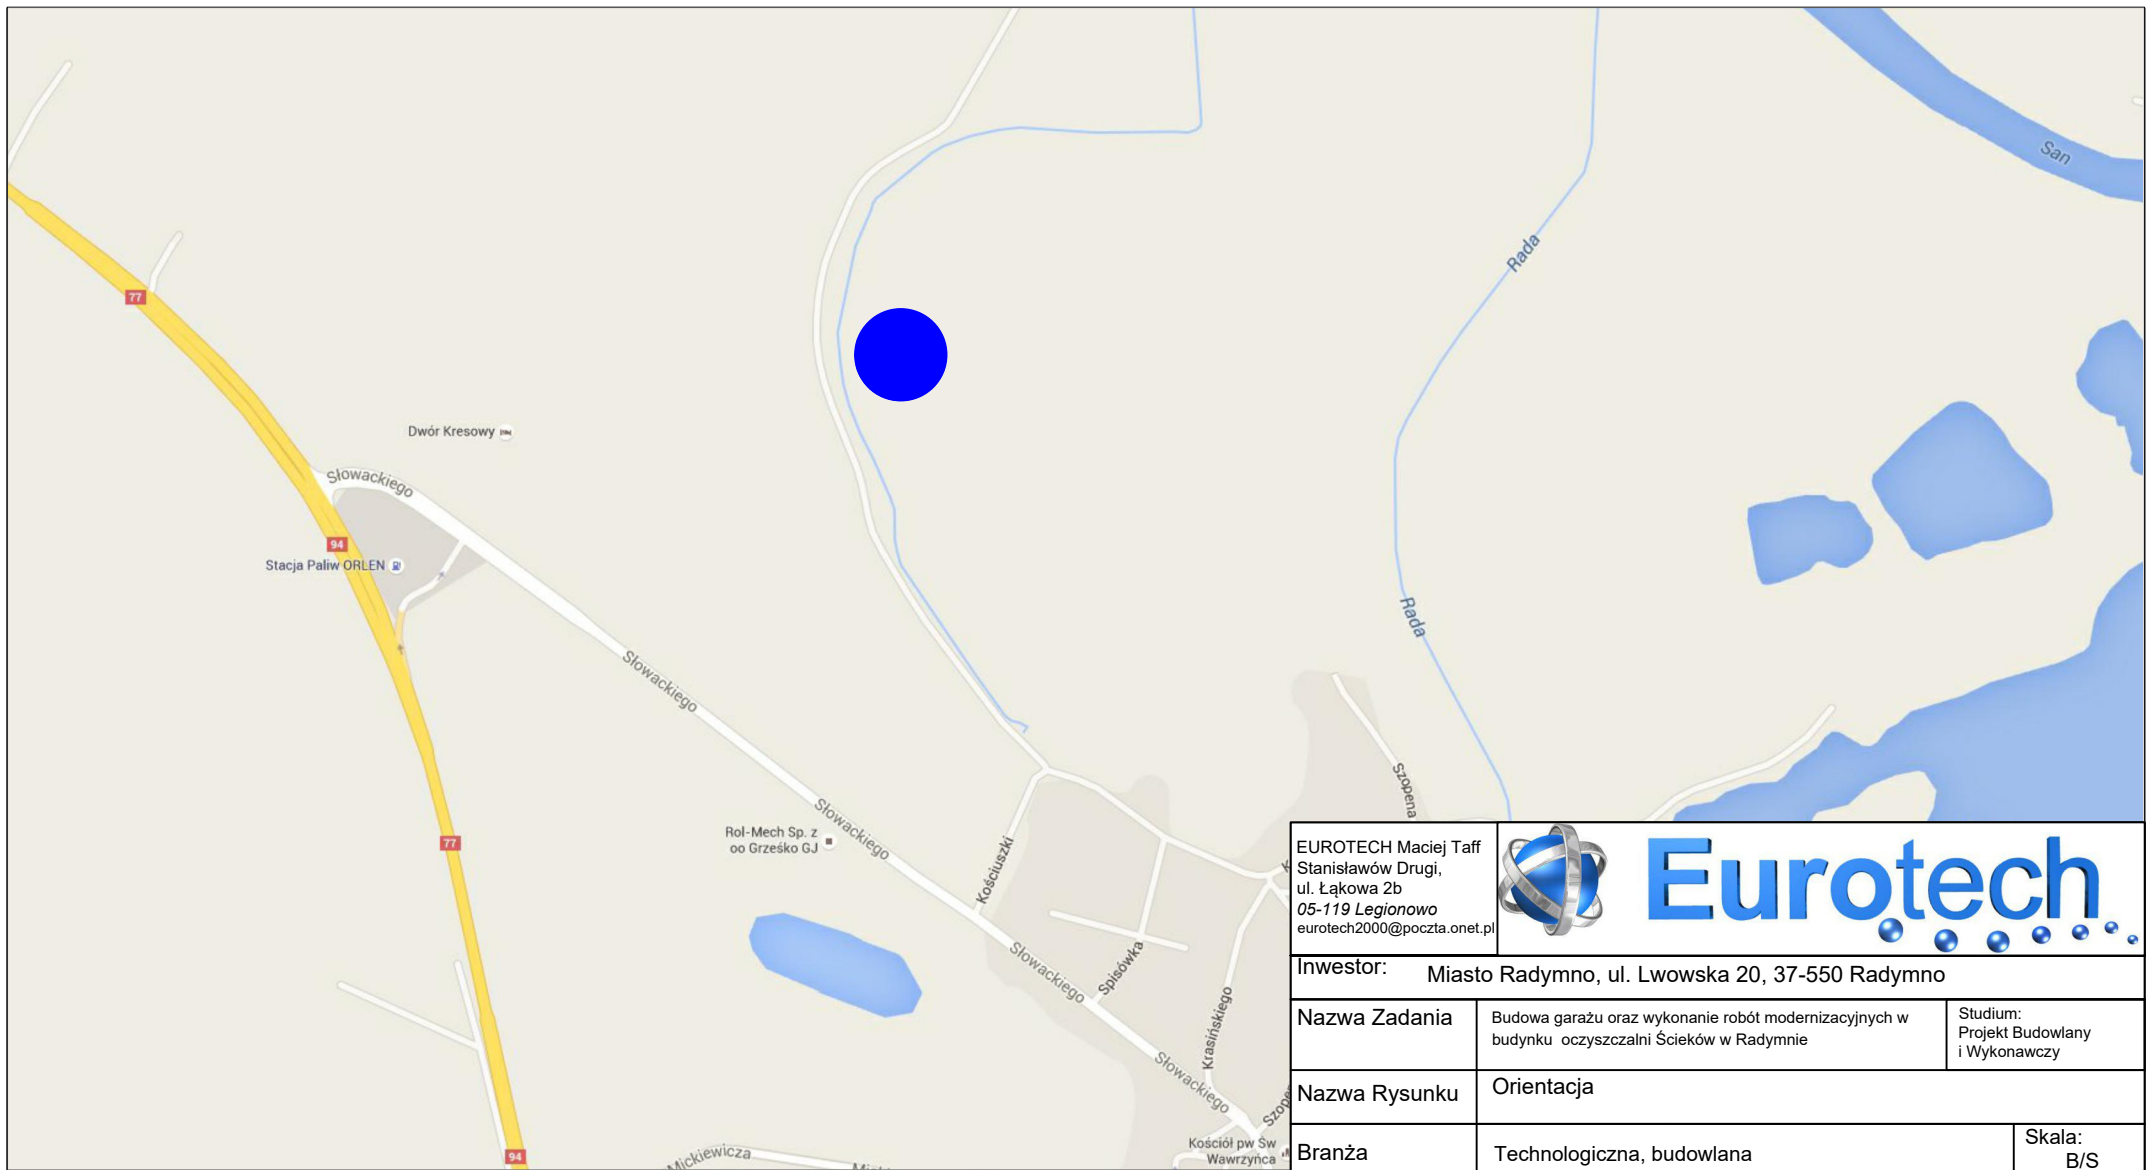 San
Rada
77
Dwór Kresowy
Słowackiego
94
Stacja Paliw ORLEN
Rada
Słowackiego
Szopena
Słowackiego
Rol-Mech Sp. z
oo Grześko GJ
77
Kościuszki
Słowackiego
Spisówka
Krasińskiego
Słowackiego
Kościół pw Św
Wawrzyńca
Mickiewicza
94
EUROTECH Maciej Taff
Stanisławów Drugi,
ul. Łąkowa 2b
05-119 Legionowo
eurotech2000@poczta.onet.pl
Eurotech
Inwestor: Miasto Radymno, ul. Lwowska 20, 37-550 Radymno
Nazwa Zadania
Budowa garażu oraz wykonanie robót modernizacyjnych w
budynku oczyszczalni Ścieków w Radymnie
Studium:
Projekt Budowlany
i Wykonawczy
Nazwa Rysunku
Orientacja
Branża
Technologiczna, budowlana
Skala:
B/S